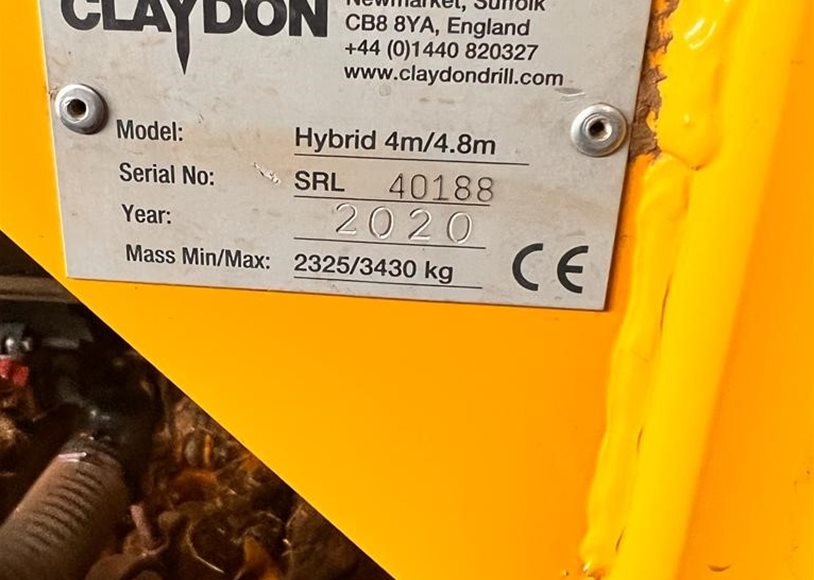 CLAYDON
Newmarket, Suffolk
CB8 8YA, England
+44 (0)1440 820327
www.claydondrill.com
Model: Hybrid 4m/4.8m
Serial No: SRL 40188
Year: 2020
Mass Min/Max: 2325/3430 kg
CE